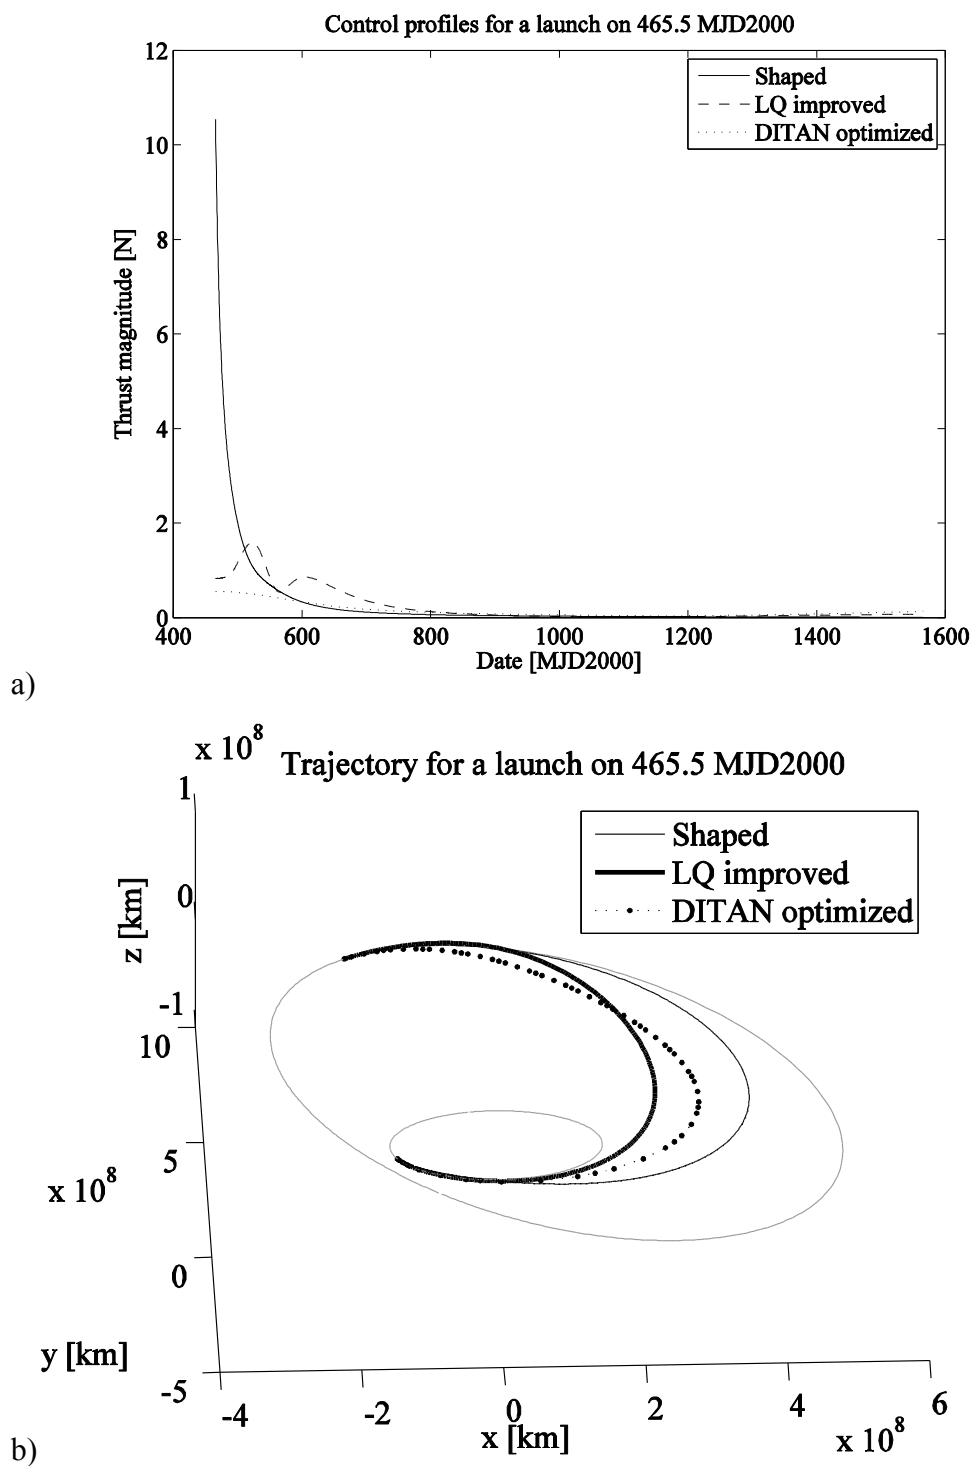 Control profiles for a launch on 465.5 MJD2000
12
10
8
6
4
2
0
Thrust magnitude [N]
Shaped
LQ improved
DITAN optimized
400 600 800 1000 1200 1400 1600
Date [MJD2000]
a)
x 10^8
Trajectory for a launch on 465.5 MJD2000
Shaped
LQ improved
DITAN optimized
1
0
-1
z [km]
10
5
0
-5
x 10^8
y [km]
-4 -2 0 2 4 6
x [km]
x 10^8
b)